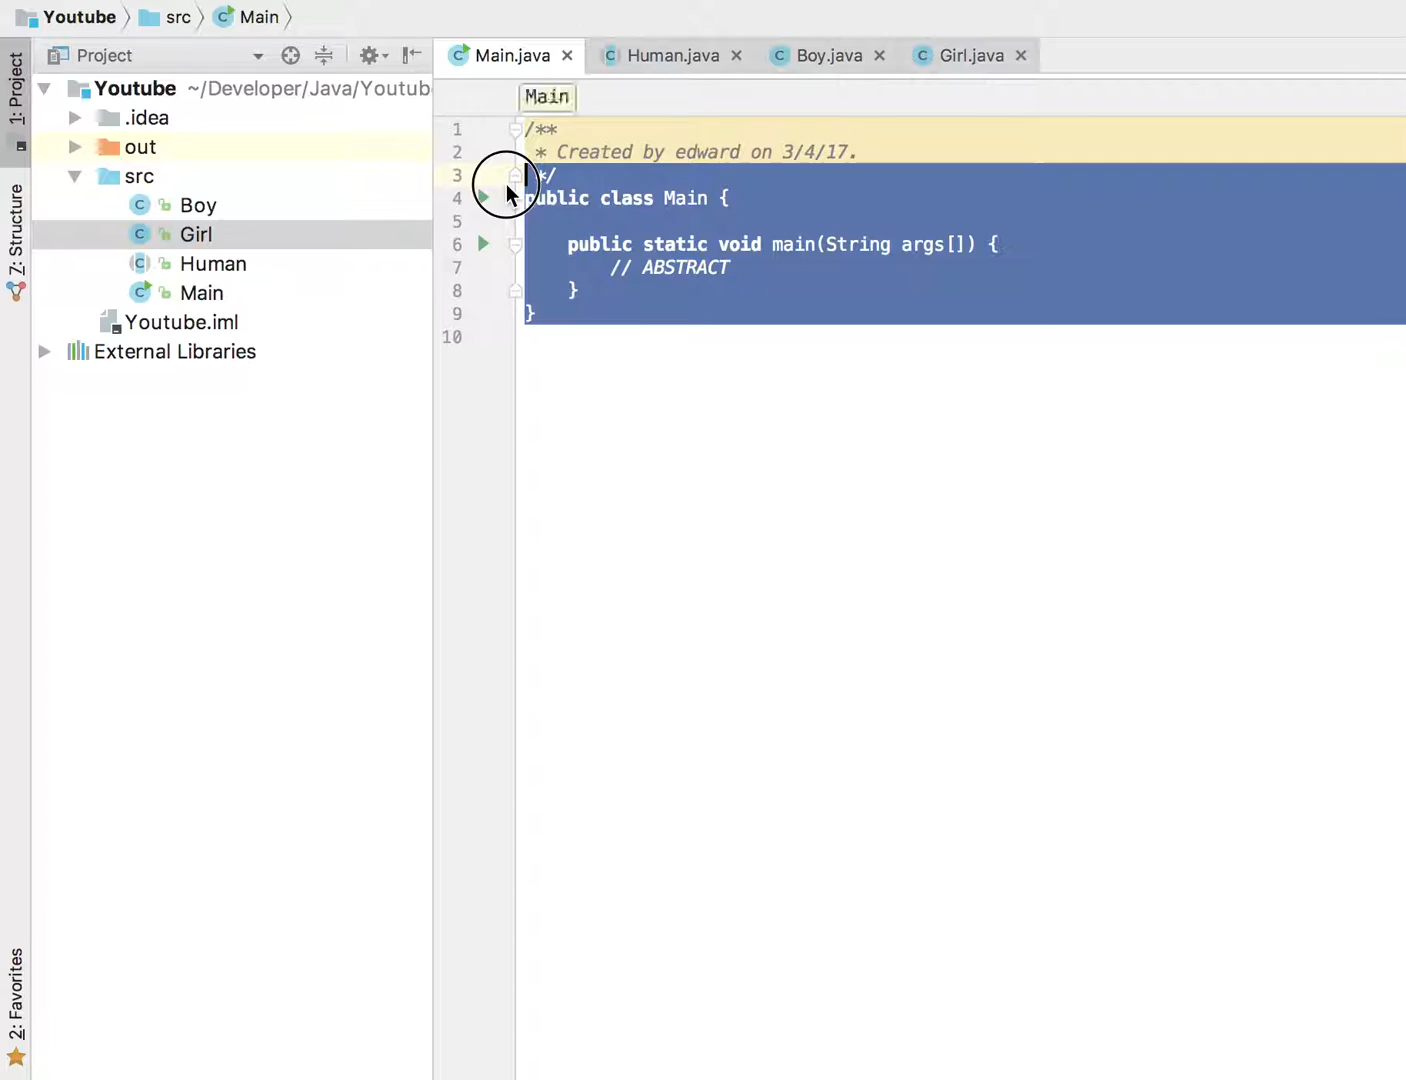 Youtube src Main
1: Project
Project
Main.java Human.java Boy.java Girl.java
Youtube ~/Developer/Java/Youtub
.idea
out
src
Boy
Girl
Human
Main
Youtube.iml
External Libraries
Z: Structure
2: Favorites
Main
1 /**
2 * Created by edward on 3/4/17.
3 */
4 public class Main {
5
6 public static void main(String args[]) {
7 // ABSTRACT
8 }
9 }
10